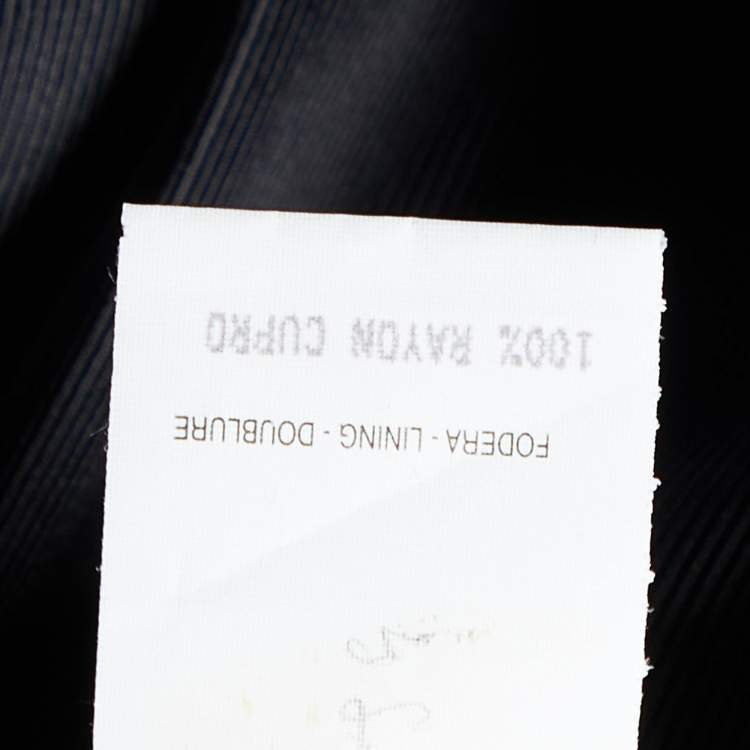 FODERA - LINING - DOUBLURE
100% RAYON CUPRO